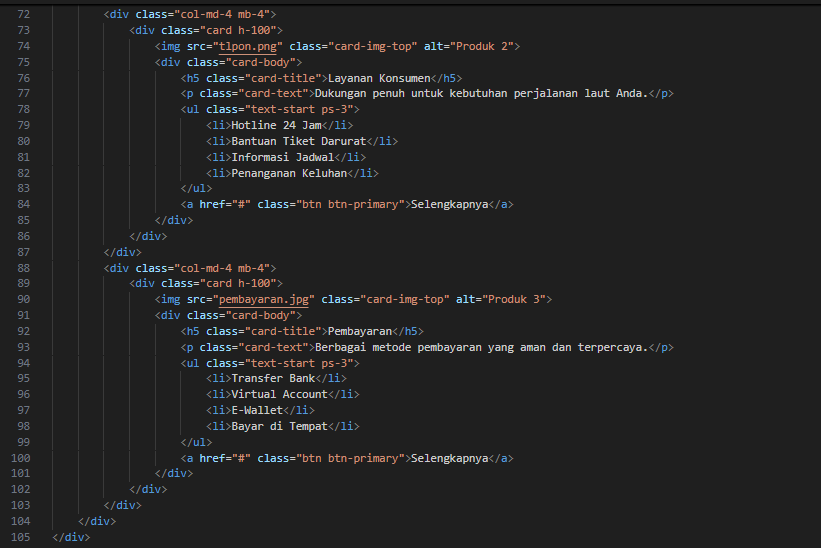 72 <div class="col-md-4 mb-4">
73 <div class="card h-100">
74 <img src="tlpon.png" class="card-img-top" alt="Produk 2">
75 <div class="card-body">
76 <h5 class="card-title">Layanan Konsumen</h5>
77 <p class="card-text">Dukungan penuh untuk kebutuhan perjalanan laut Anda.</p>
78 <ul class="text-start ps-3">
79 <li>Hotline 24 Jam</li>
80 <li>Bantuan Tiket Darurat</li>
81 <li>Informasi Jadwal</li>
82 <li>Penanganan Keluhan</li>
83 </ul>
84 <a href="#" class="btn btn-primary">Selengkapnya</a>
85 </div>
86 </div>
87 </div>
88 <div class="col-md-4 mb-4">
89 <div class="card h-100">
90 <img src="pembayaran.jpg" class="card-img-top" alt="Produk 3">
91 <div class="card-body">
92 <h5 class="card-title">Pembayaran</h5>
93 <p class="card-text">Berbagai metode pembayaran yang aman dan terpercaya.</p>
94 <ul class="text-start ps-3">
95 <li>Transfer Bank</li>
96 <li>Virtual Account</li>
97 <li>E-Wallet</li>
98 <li>Bayar di Tempat</li>
99 </ul>
100 <a href="#" class="btn btn-primary">Selengkapnya</a>
101 </div>
102 </div>
103 </div>
104 </div>
105 </div>